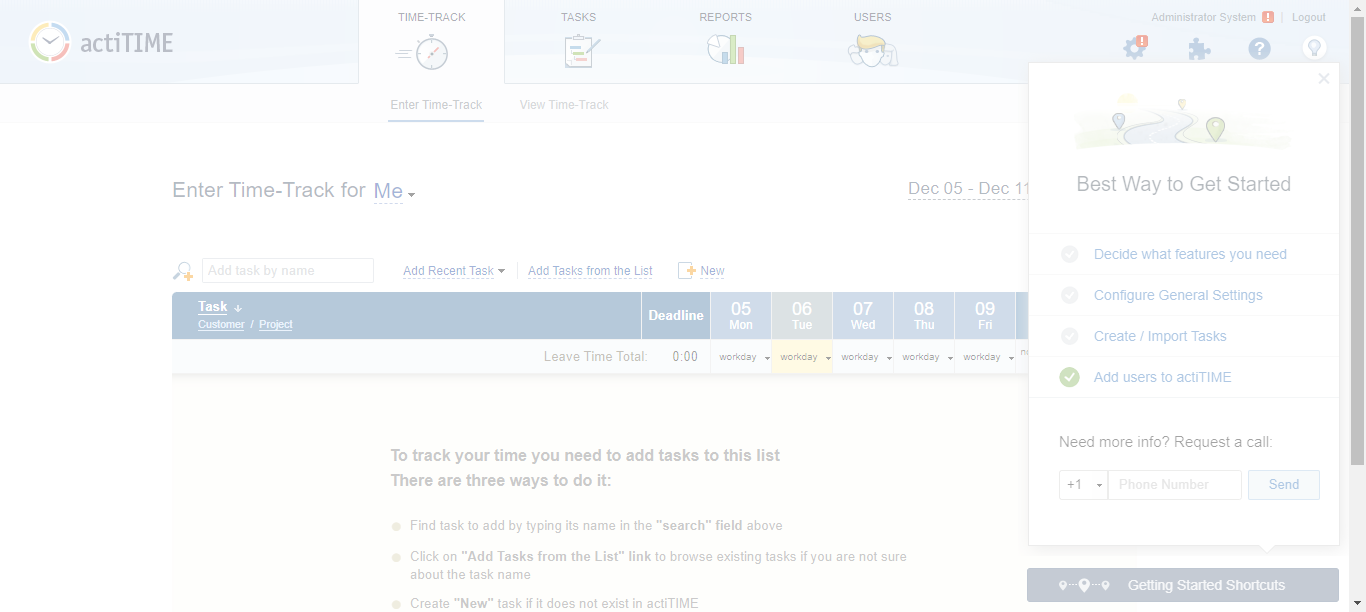 actiTIME
TIME-TRACK
TASKS
REPORTS
USERS
Administrator System ! | Logout
Enter Time-Track
View Time-Track
Enter Time-Track for Me
Dec 05 - Dec 11
Add task by name
Add Recent Task
Add Tasks from the List
New
Task
Customer / Project
Deadline
05
Mon
06
Tue
07
Wed
08
Thu
09
Fri
Leave Time Total: 0:00
workday
workday
workday
workday
workday
To track your time you need to add tasks to this list
There are three ways to do it:
Find task to add by typing its name in the "search" field above
Click on "Add Tasks from the List" link to browse existing tasks if you are not sure
about the task name
Create "New" task if it does not exist in actiTIME
Best Way to Get Started
Decide what features you need
Configure General Settings
Create / Import Tasks
Add users to actiTIME
Need more info? Request a call:
+1
Phone Number
Send
Getting Started Shortcuts